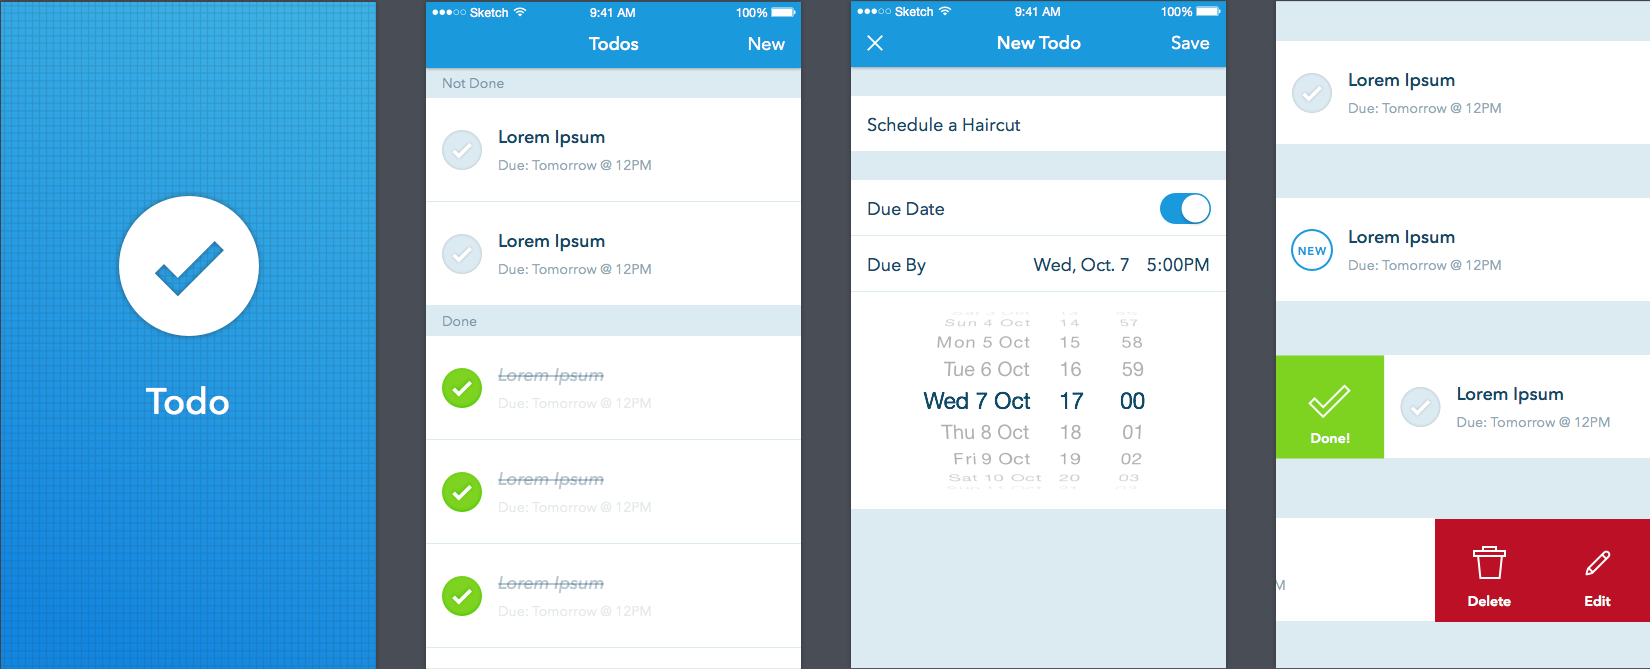 Todo
Sketch 9:41 AM 100%
Todos New
Not Done
Lorem Ipsum
Due: Tomorrow @ 12PM
Lorem Ipsum
Due: Tomorrow @ 12PM
Done
Lorem Ipsum
Due: Tomorrow @ 12PM
Lorem Ipsum
Due: Tomorrow @ 12PM
Lorem Ipsum
Due: Tomorrow @ 12PM
Sketch 9:41 AM 100%
New Todo Save
Schedule a Haircut
Due Date
Due By Wed, Oct. 7 5:00PM
Sun 4 Oct 14 57
Mon 5 Oct 15 58
Tue 6 Oct 16 59
Wed 7 Oct 17 00
Thu 8 Oct 18 01
Fri 9 Oct 19 02
Sat 10 Oct 20 03
Lorem Ipsum
Due: Tomorrow @ 12PM
NEW
Lorem Ipsum
Due: Tomorrow @ 12PM
Done!
Lorem Ipsum
Due: Tomorrow @ 12PM
M
Delete Edit